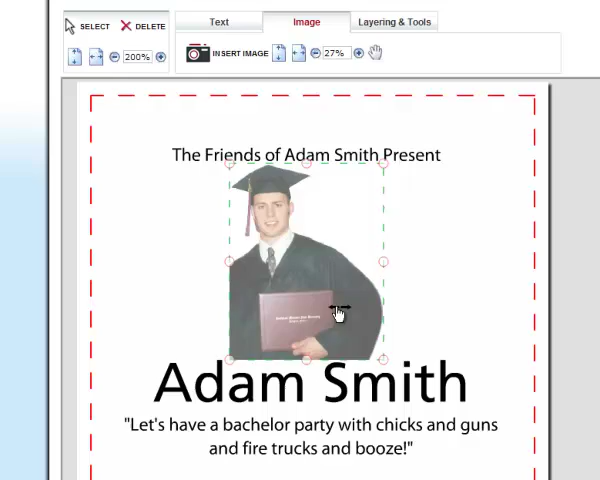 SELECT
DELETE
Text
Image
Layering & Tools
200%
INSERT IMAGE
27%
The Friends of Adam Smith Present
Adam Smith
"Let's have a bachelor party with chicks and guns
and fire trucks and booze!"